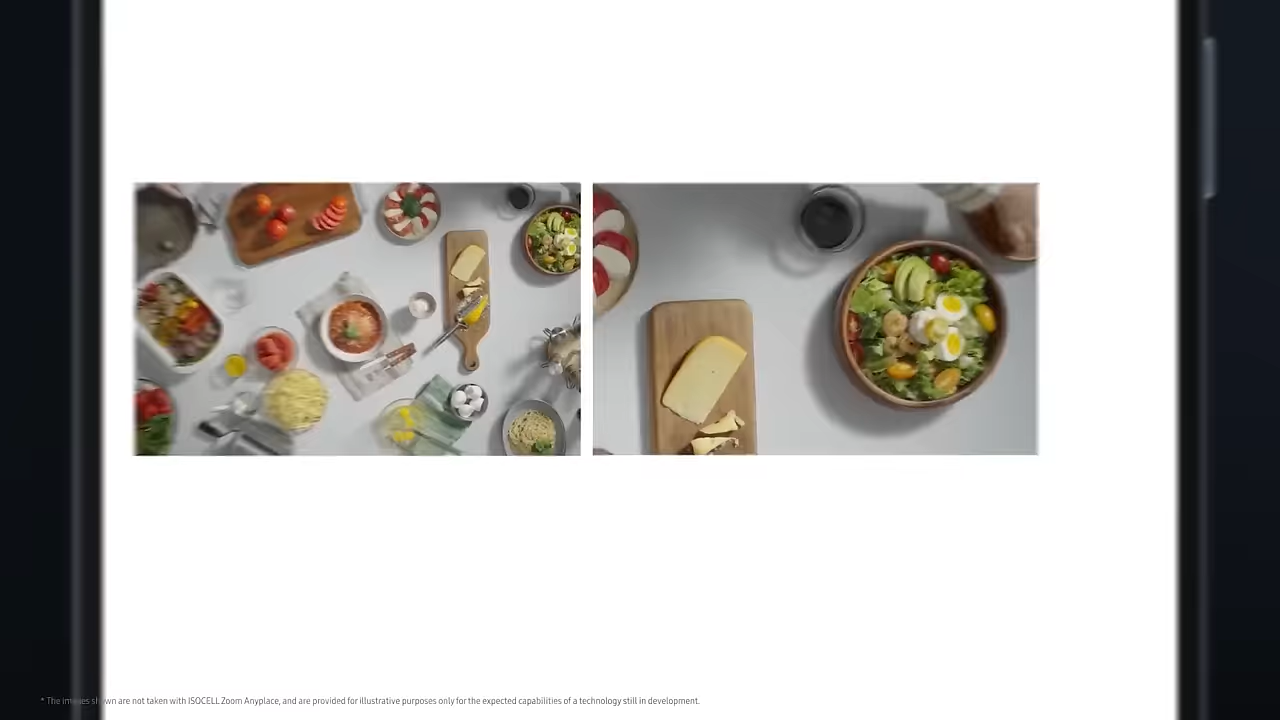 * The images shown are not taken with ISOCELL Zoom Anyplace, and are provided for illustrative purposes only for the expected capabilities of a technology still in development.